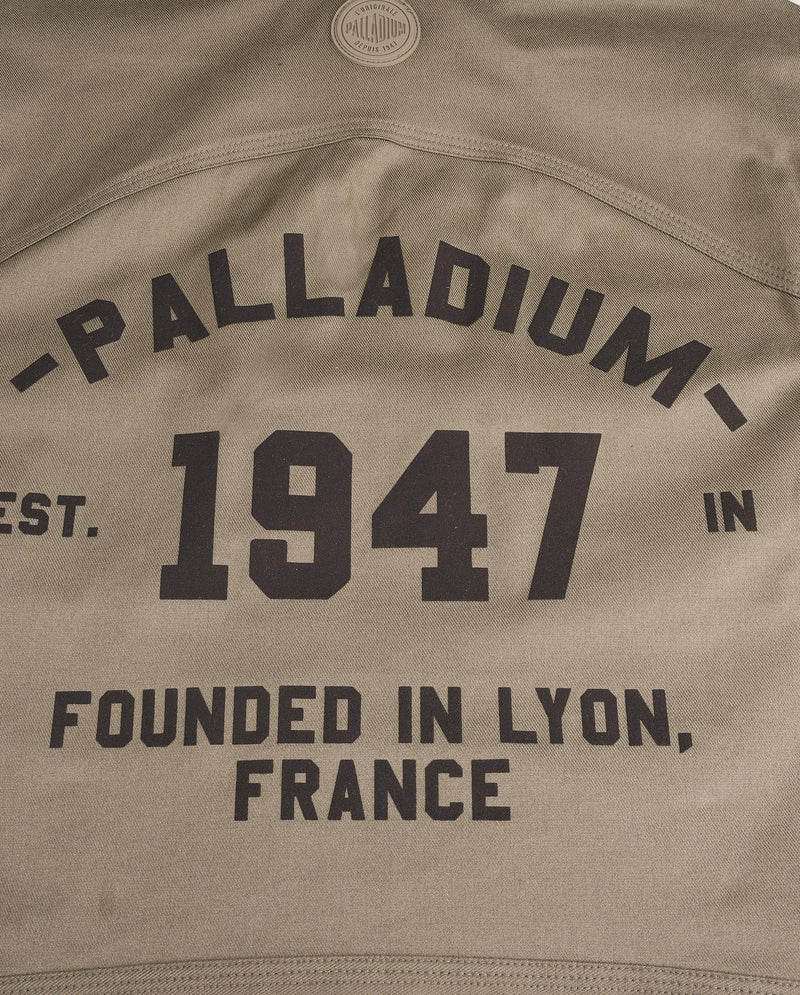 L'ORIGINALE
PALLADIUM
DEPUIS 1947
-PALLADIUM-
EST. 1947 IN
FOUNDED IN LYON,
FRANCE